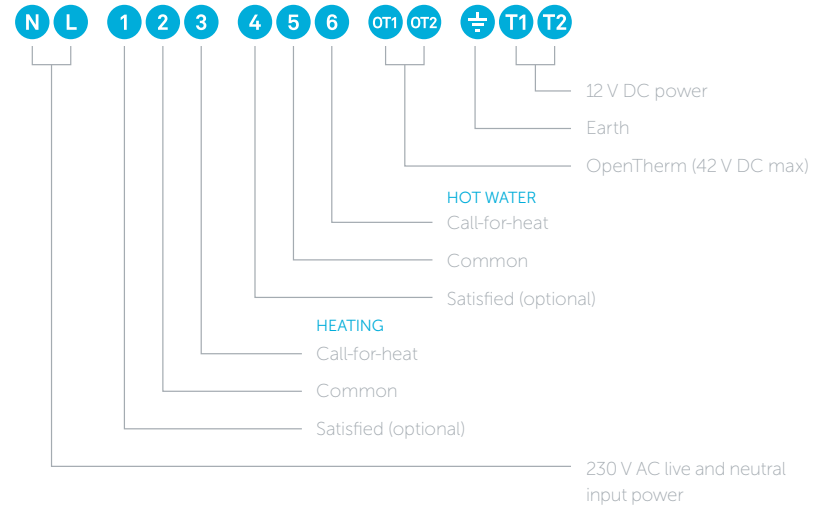 N L 1 2 3 4 5 6 OT1 OT2 T1 T2
12 V DC power
Earth
OpenTherm (42 V DC max)
HOT WATER
Call-for-heat
Common
Satisfied (optional)
HEATING
Call-for-heat
Common
Satisfied (optional)
230 V AC live and neutral
input power